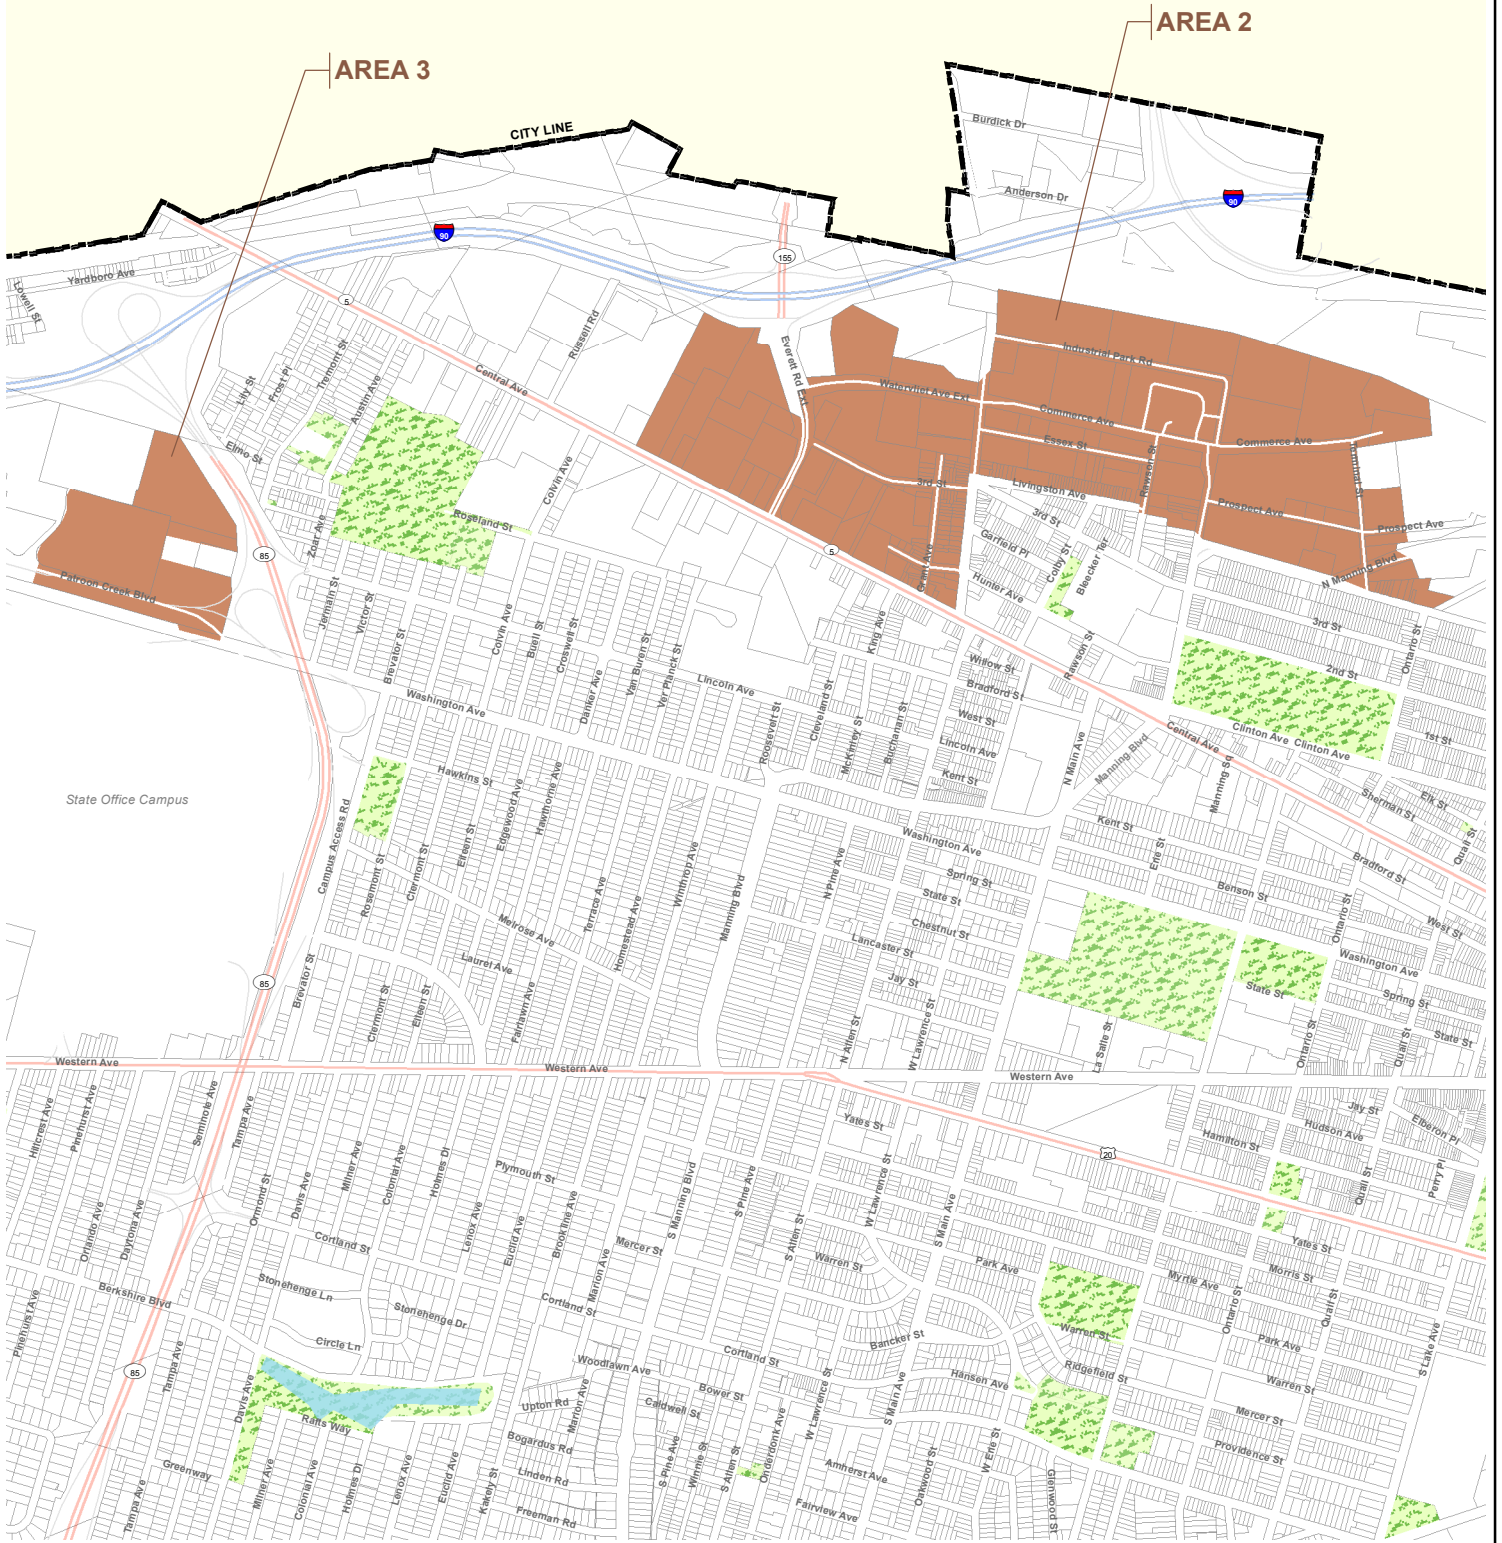 AREA 2
AREA 3
CITY LINE
Burdick Dr
Anderson Dr
90
90
155
Yardboro Ave
Lowell St
5
Russell Rd
Everett Rd Ext
Industrial Park Rd
Tremont St
Frost Pl
Lily St
Austin Ave
Central Ave
Watervliet Ave Ext
Commerce Ave
Essex St
Commerce Ave
Elmo St
Colvin Ave
3rd St
Livingston Ave
Rawson St
Terminal St
Roseland St
Zoar Ave
3rd St
Garfield Pl
Prospect Ave
Prospect Ave
85
5
Colby St
Bleecker Ter
Grant Ave
Hunter Ave
N Manning Blvd
Patroon Creek Blvd
Jermain St
Victor St
Brevator St
Colvin Ave
Buell St
Croswell St
Van Buren St
Ver Planck St
Danker Ave
King Ave
Rawson St
3rd St
2nd St
Ontario St
Willow St
Bradford St
Lincoln Ave
Washington Ave
Roosevelt St
Cleveland St
McKinley St
Buchanan St
West St
Lincoln Ave
Kent St
N Main Ave
Manning Blvd
Central Ave
Clinton Ave
Clinton Ave
1st St
Manning Sq
State Office Campus
Hawkins St
Edgewood Ave
Hawthorne Ave
Eileen St
Clermont St
Rosemont St
Campus Access Rd
Sherman St
Elk St
Quail St
Kent St
Erie St
Washington Ave
Bradford St
Spring St
State St
Benson St
N Pine Ave
Manning Blvd
Winthrop Ave
Terrace Ave
Homestead Ave
Melrose Ave
Laurel Ave
Chestnut St
Lancaster St
Jay St
Ontario St
West St
Washington Ave
State St
Spring St
State St
85
Brevator St
Clermont St
Eileen St
Fairlawn Ave
N Allen St
W Lawrence St
La Salle St
Ontario St
Quail St
Western Ave
Western Ave
Western Ave
Hillcrest Ave
Pinehurst Ave
Seminole Ave
Tampa Ave
Yates St
Jay St
Hudson Ave
Elberon Pl
Hamilton St
20
Milner Ave
Colonial Ave
Holmes Dl
Plymouth St
S Manning Blvd
S Pine Ave
W Lawrence St
S Main Ave
Quail St
Perry Pl
Orlando Ave
Daytona Ave
Ormond St
Davis Ave
Cortland St
Lenox Ave
Euclid Ave
Brookline Ave
Marion Ave
Mercer St
S Allen St
Warren St
Park Ave
Yates St
Morris St
Myrtle Ave
Berkshire Blvd
Stonehenge Ln
Stonehenge Dr
Cortland St
Ontario St
Quail St
Pinehurst Ave
Circle Ln
Bancker St
Warren St
Park Ave
S Lake Ave
85
Tampa Ave
Woodlawn Ave
Cortland St
Ridgefield St
Davis Ave
Rafts Way
Upton Rd
Marion Ave
Bower St
Caldwell St
Hansen Ave
Warren St
S Main Ave
W Lawrence St
Onderdonk Ave
Mercer St
Bogardus Rd
Greenway
Milner Ave
Colonial Ave
Holmes Dl
Lenox Ave
Euclid Ave
Kakely St
Linden Rd
Freeman Rd
S Pine Ave
Winnie St
S Allen St
Amherst Ave
Fairview Ave
Oakwood St
W Erie St
Glenwood St
Providence St
Tampa Ave